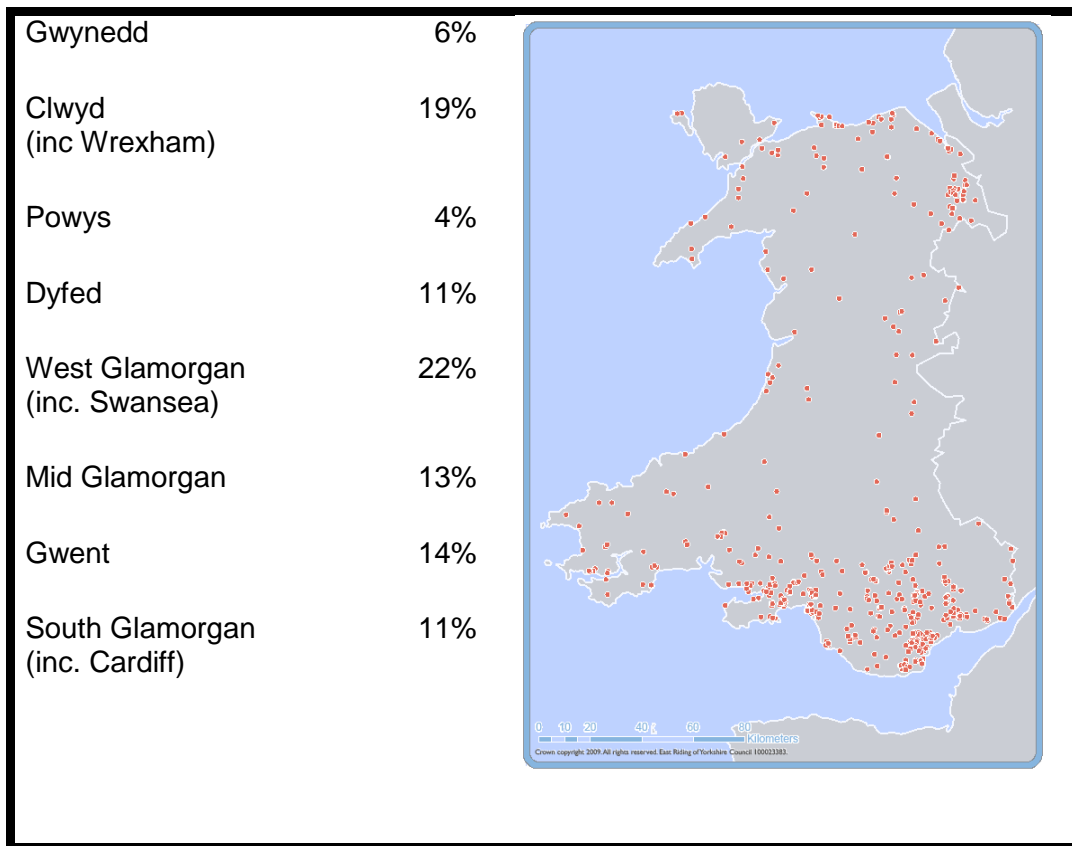 Gwynedd 6%
Clwyd 19%
(inc Wrexham)
Powys 4%
Dyfed 11%
West Glamorgan 22%
(inc. Swansea)
Mid Glamorgan 13%
Gwent 14%
South Glamorgan 11%
(inc. Cardiff)
0 10 20 40 60 80
Kilometers
Crown copyright 2009. All rights reserved. East Riding of Yorkshire Council 100023383.